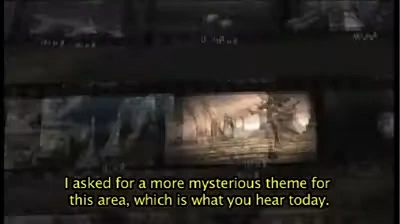 I asked for a more mysterious theme for
this area, which is what you hear today.